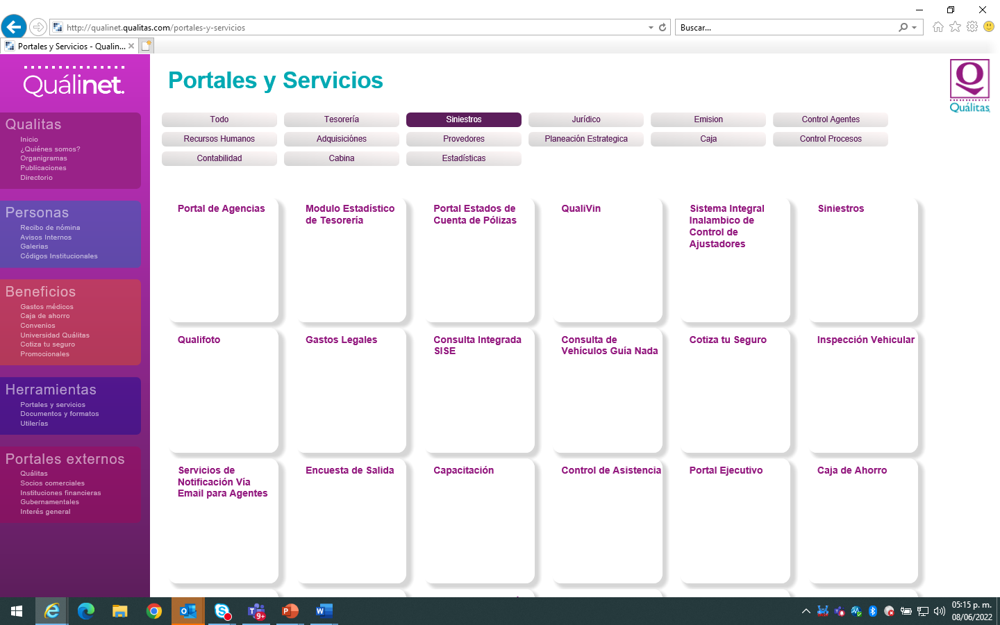 http://qualinet.qualitas.com/portales-y-servicios
Buscar...
Portales y Servicios - Qualin...
Quálinet.
Qualitas
Inicio
¿Quiénes somos?
Organigramas
Publicaciones
Directorio
Personas
Recibo de nómina
Avisos Internos
Galerias
Códigos Institucionales
Beneficios
Gastos médicos
Caja de ahorro
Convenios
Universidad Quálitas
Cotiza tu seguro
Promocionales
Herramientas
Portales y servicios
Documentos y formatos
Utilerías
Portales externos
Quálitas
Socios comerciales
Instituciones financieras
Gubernamentales
Interés general
Portales y Servicios
Q
Quálitas
Todo
Tesorería
Siniestros
Jurídico
Emision
Control Agentes
Recursos Humanos
Adquisiciónes
Provedores
Planeación Estrategica
Caja
Control Procesos
Contabilidad
Cabina
Estadísticas
Portal de Agencias
Modulo Estadístico
de Tesorería
Portal Estados de
Cuenta de Pólizas
QualiVin
Sistema Integral
Inalambico de
Control de
Ajustadores
Siniestros
Qualifoto
Gastos Legales
Consulta Integrada
SISE
Consulta de
Vehículos Guía Nada
Cotiza tu Seguro
Inspección Vehicular
Servicios de
Notificación Vía
Email para Agentes
Encuesta de Salida
Capacitación
Control de Asistencia
Portal Ejecutivo
Caja de Ahorro
9+
05:15 p. m.
08/06/2022